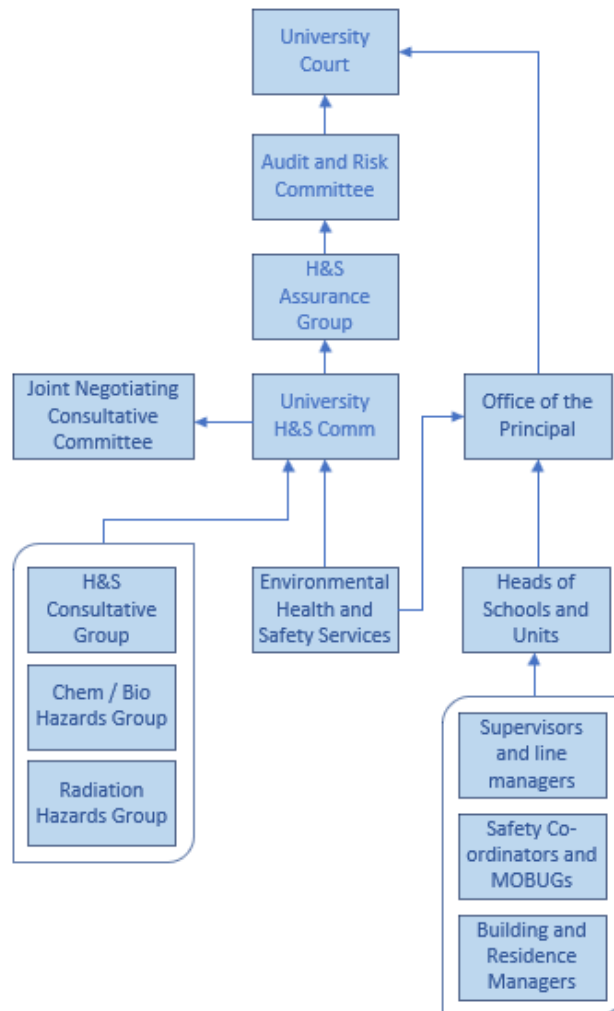 University
Court
Audit and Risk
Committee
H&S
Assurance
Group
Joint Negotiating
Consultative
Committee
University
H&S Comm
Office of the
Principal
H&S
Consultative
Group
Environmental
Health and
Safety Services
Heads of
Schools and
Units
Chem / Bio
Hazards Group
Radiation
Hazards Group
Supervisors
and line
managers
Safety Co-
ordinators and
MOBUGs
Building and
Residence
Managers